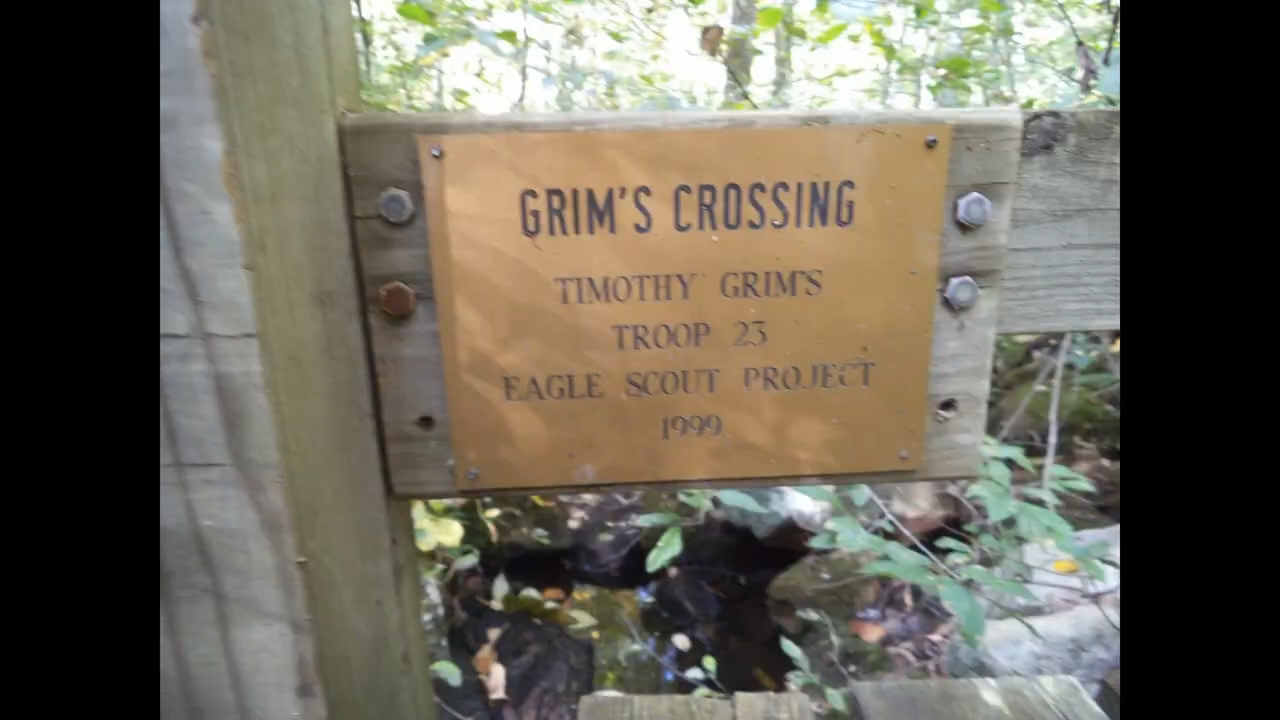 GRIM'S CROSSING
TIMOTHY GRIM'S
TROOP 23
EAGLE SCOUT PROJECT
1999